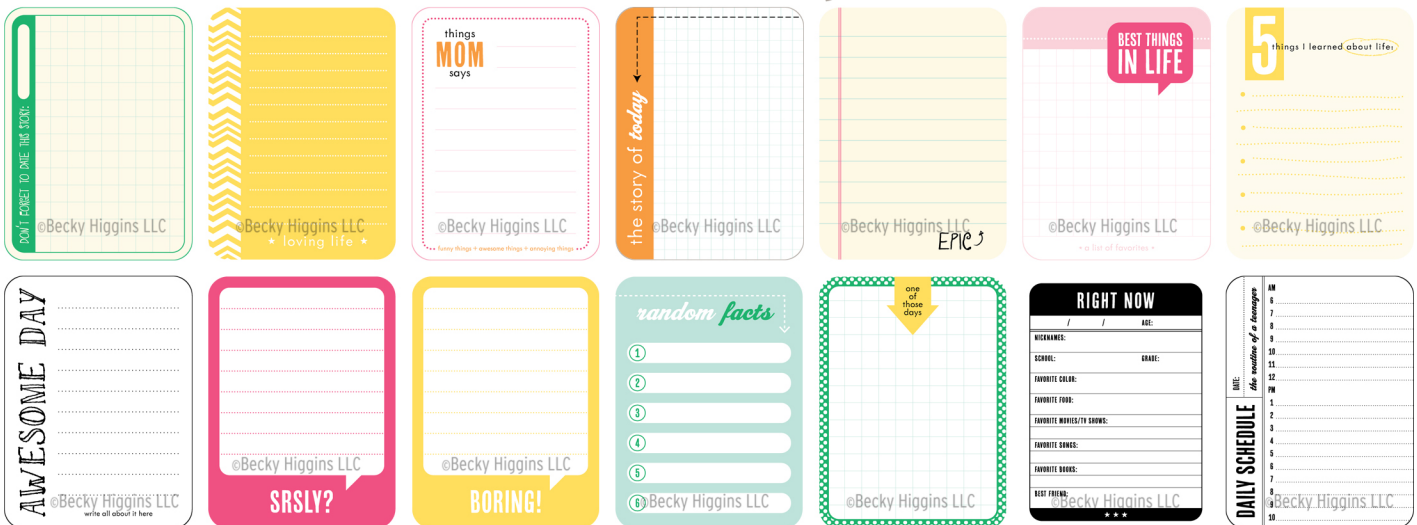 DON'T FORGET TO DATE THIS STORY:
©Becky Higgins LLC
©Becky Higgins LLC
★ loving life ★
things
MOM
says
©Becky Higgins LLC
funny things + awesome things + annoying things
the story of today
©Becky Higgins LLC
©Becky Higgins LLC
EPIC
BEST THINGS
IN LIFE
©Becky Higgins LLC
• a list of favorites •
5
things I learned about life:
©Becky Higgins LLC
AWESOME DAY
©Becky Higgins LLC
write all about it here
©Becky Higgins LLC
SRSLY?
©Becky Higgins LLC
BORING!
random facts
1
2
3
4
5
6
©Becky Higgins LLC
one
of
those
days
©Becky Higgins LLC
RIGHT NOW
/ / AGE:
NICKNAMES:
SCHOOL: GRADE:
FAVORITE COLOR:
FAVORITE FOOD:
FAVORITE MOVIES/TV SHOWS:
FAVORITE SONGS:
FAVORITE BOOKS:
BEST FRIEND:
©Becky Higgins LLC
★ ★ ★
DAILY SCHEDULE
DATE:
the routine of a teenager
AM
6
7
8
9
10
11
12
PM
1
2
3
4
5
6
7
8
9
10
©Becky Higgins LLC